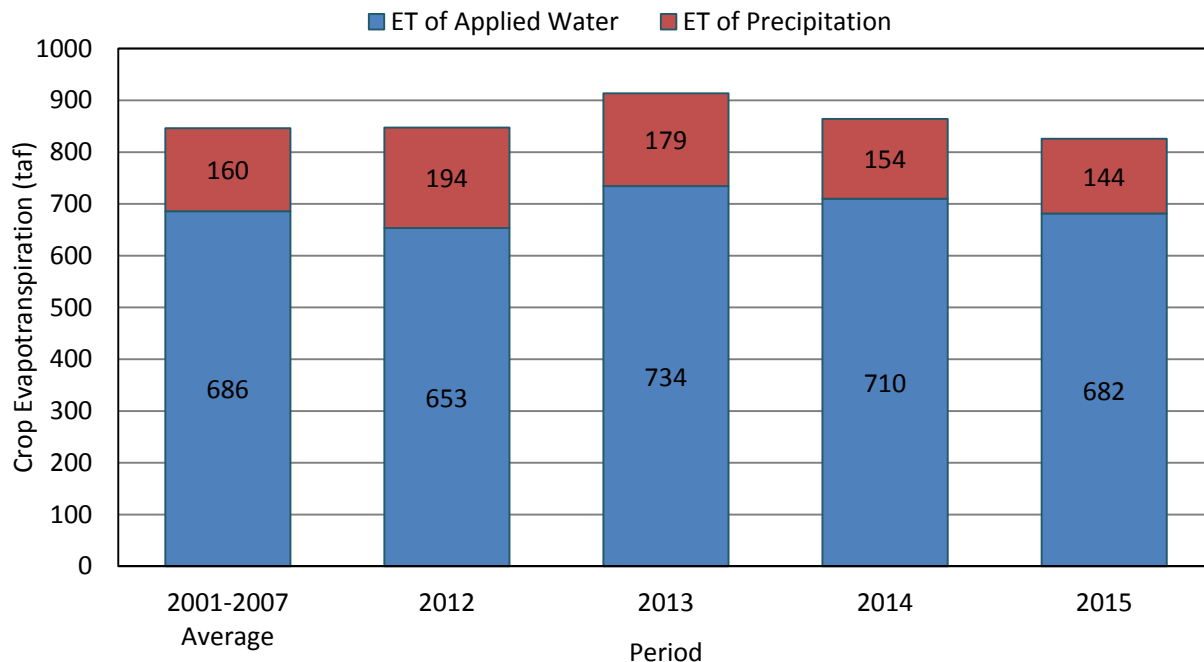 ET of Applied Water ET of Precipitation
Crop Evapotranspiration (taf)
1000
900
800
700
600
500
400
300
200
100
0
160 194 179 154 144
686 653 734 710 682
2001-2007 Average 2012 2013 2014 2015
Period